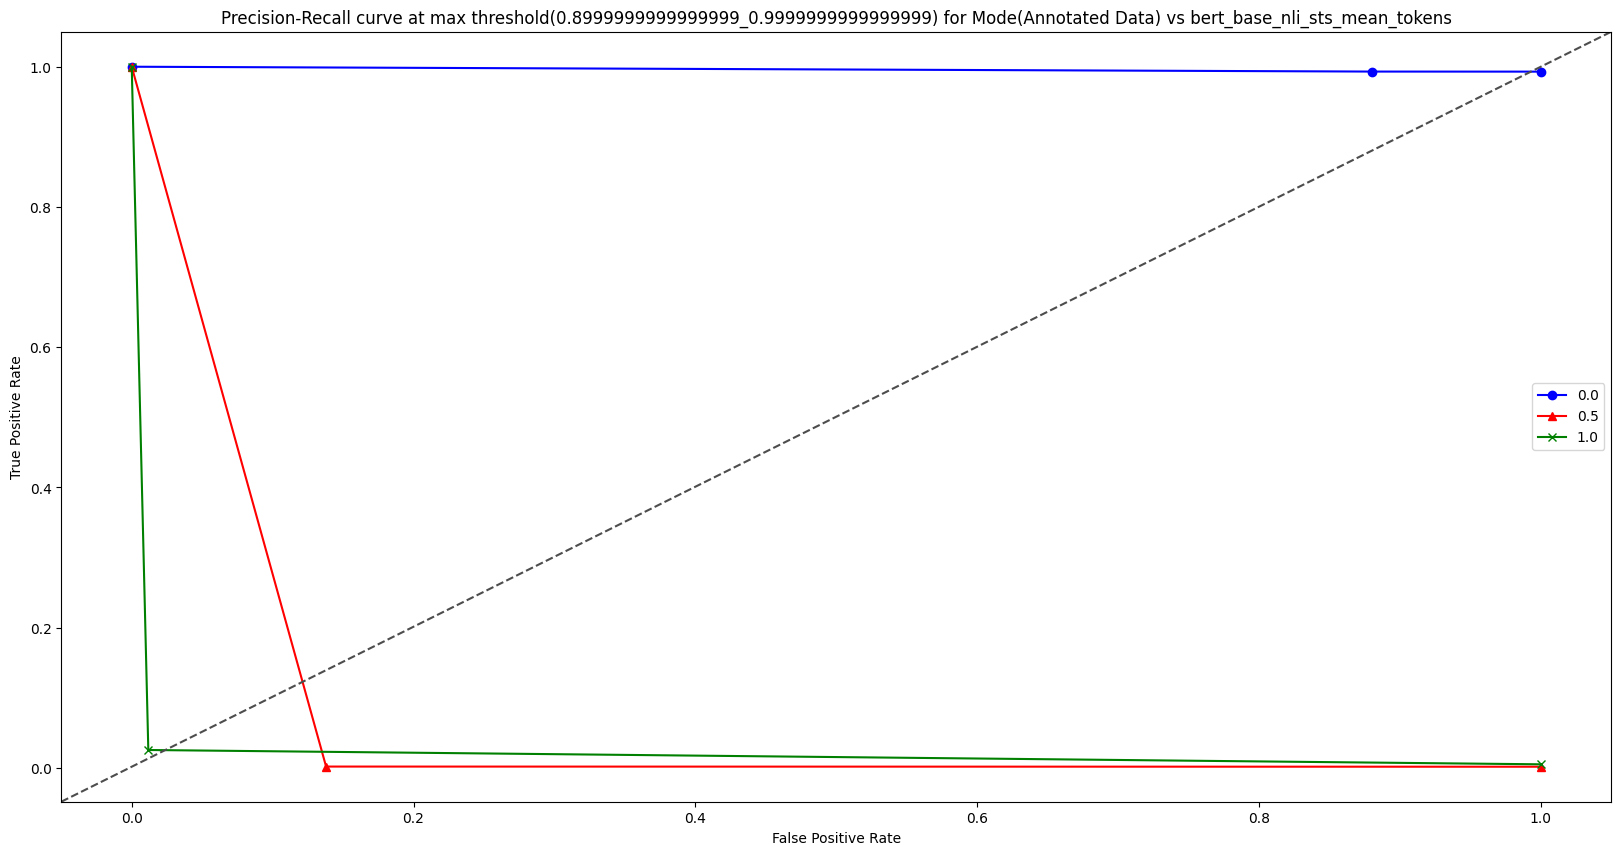 Precision-Recall curve at max threshold(0.8999999999999999_0.9999999999999999) for Mode(Annotated Data) vs bert_base_nli_sts_mean_tokens
1.0
0.8
0.6
0.4
0.2
0.0
True Positive Rate
0.0
0.5
1.0
0.0 0.2 0.4 0.6 0.8 1.0
False Positive Rate